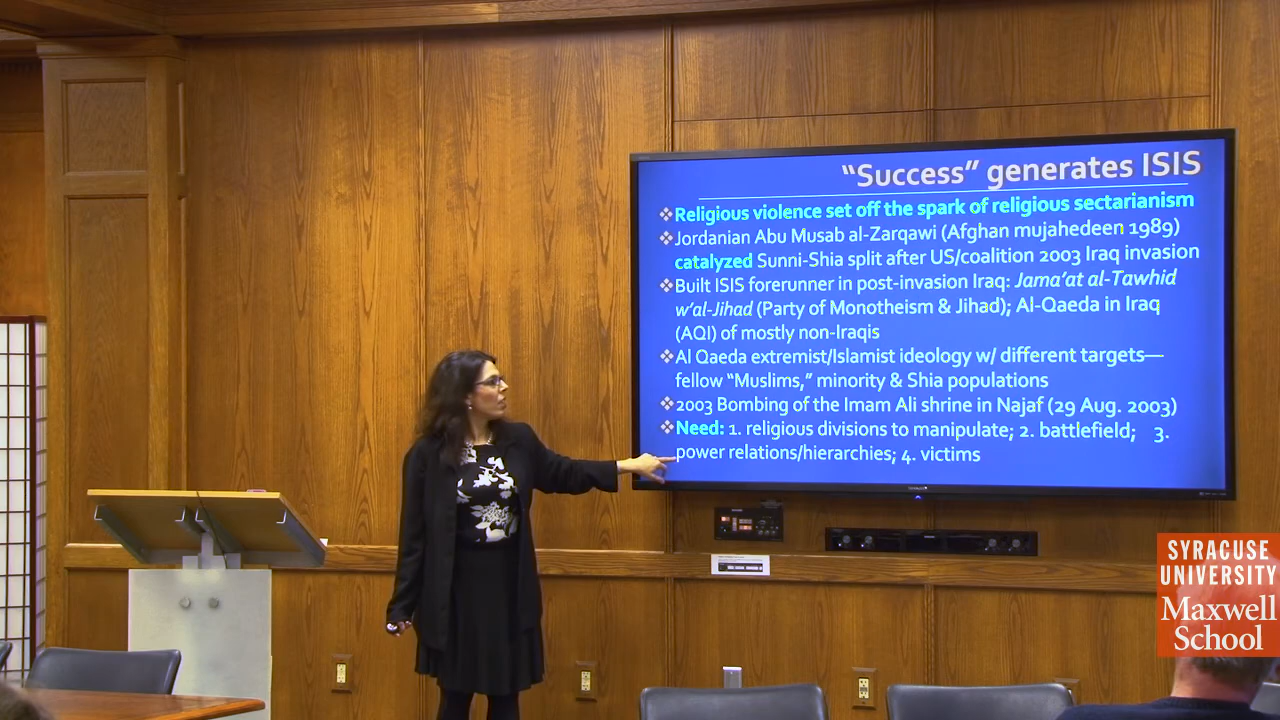 “Success” generates ISIS
❖Religious violence set off the spark of religious sectarianism
❖Jordanian Abu Musab al-Zarqawi (Afghan mujahedeen 1989)
catalyzed Sunni-Shia split after US/coalition 2003 Iraq invasion
❖Built ISIS forerunner in post-invasion Iraq: Jama’at al-Tawhid
w’al-Jihad (Party of Monotheism & Jihad); Al-Qaeda in Iraq
(AQI) of mostly non-Iraqis
❖Al Qaeda extremist/Islamist ideology w/ different targets—
fellow “Muslims,” minority & Shia populations
❖2003 Bombing of the Imam Ali shrine in Najaf (29 Aug. 2003)
❖Need: 1. religious divisions to manipulate; 2. battlefield; 3.
power relations/hierarchies; 4. victims
SYRACUSE
UNIVERSITY
Maxwell
School